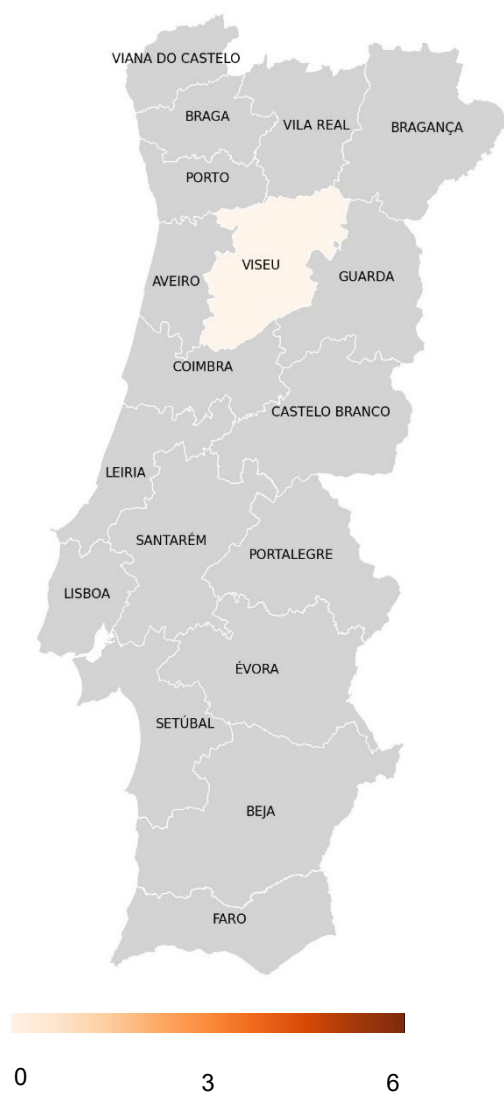 VIANA DO CASTELO
BRAGA
VILA REAL
BRAGANÇA
PORTO
VISEU
AVEIRO
GUARDA
COIMBRA
CASTELO BRANCO
LEIRIA
SANTARÉM
PORTALEGRE
LISBOA
ÉVORA
SETÚBAL
BEJA
FARO
0 3 6